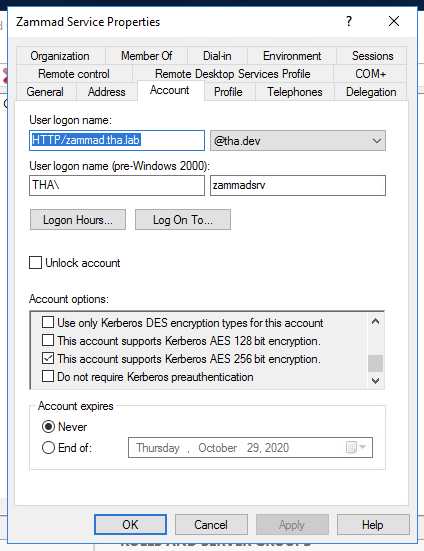 Zammad Service Properties
Organization Member Of Dial-in Environment Sessions
Remote control Remote Desktop Services Profile COM+
General Address Account Profile Telephones Delegation
User logon name:
HTTP/zammad.tha.lab @tha.dev
User logon name (pre-Windows 2000):
THA\ zammadsrv
Logon Hours... Log On To...
Unlock account
Account options:
Use only Kerberos DES encryption types for this account
This account supports Kerberos AES 128 bit encryption.
This account supports Kerberos AES 256 bit encryption.
Do not require Kerberos preauthentication
Account expires
Never
End of: Thursday , October 29, 2020
OK Cancel Apply Help